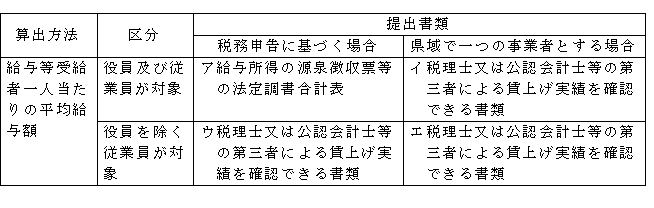 算出方法
区分
提出書類
税務申告に基づく場合
県域で一つの事業者とする場合
給与等受給
者一人当た
りの平均給
与額
役員及び従
業員が対象
ア給与所得の源泉徴収票等
の法定調書合計表
イ税理士又は公認会計士等の第
三者による賃上げ実績を確認
できる書類
役員を除く
従業員が対
象
ウ税理士又は公認会計士等
の第三者による賃上げ実
績を確認できる書類
エ税理士又は公認会計士等の第
三者による賃上げ実績を確認
できる書類